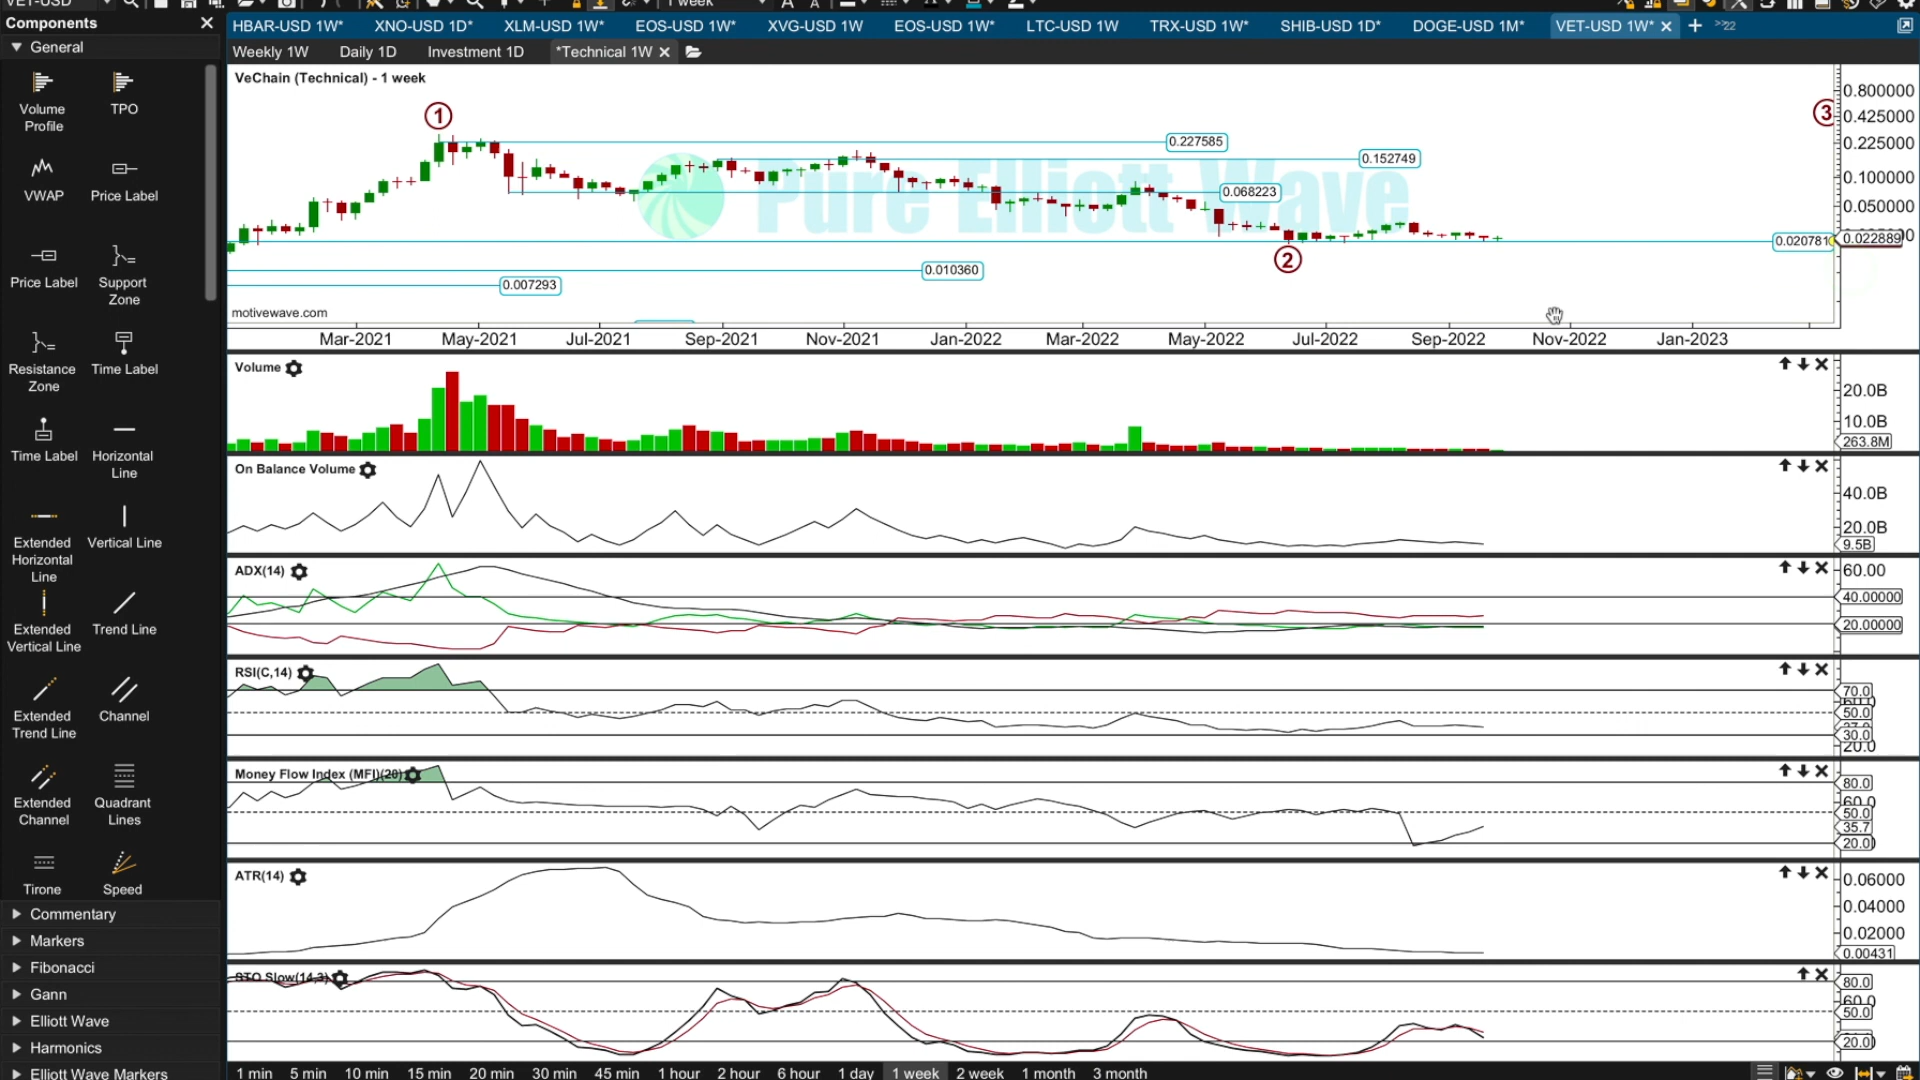 VET-USD
1 week
Components
HBAR-USD 1W* XNO-USD 1D* XLM-USD 1W* EOS-USD 1W* XVG-USD 1W EOS-USD 1W* LTC-USD 1W TRX-USD 1W* SHIB-USD 1D* DOGE-USD 1M* VET-USD 1W* 22
General
Weekly 1W Daily 1D Investment 1D *Technical 1W
Volume Profile
TPO
VWAP
Price Label
Price Label
Support Zone
Resistance Zone
Time Label
Time Label
Horizontal Line
Extended Horizontal Line
Vertical Line
Extended Vertical Line
Trend Line
Extended Trend Line
Channel
Extended Channel
Quadrant Lines
Tirone
Speed
Commentary
Markers
Fibonacci
Gann
Elliott Wave
Harmonics
Elliott Wave Markers
VeChain (Technical) - 1 week
1
2
3
Pure Elliott Wave
0.227585
0.152749
0.068223
0.020781
0.010360
0.007293
0.800000
0.425000
0.225000
0.100000
0.050000
0.022889
motivewave.com
Mar-2021 May-2021 Jul-2021 Sep-2021 Nov-2021 Jan-2022 Mar-2022 May-2022 Jul-2022 Sep-2022 Nov-2022 Jan-2023
Volume
20.0B
10.0B
263.8M
On Balance Volume
40.0B
20.0B
9.5B
ADX(14)
60.00
40.00000
20.00000
RSI(C,14)
70.0
50.0
30.0
20.0
Money Flow Index (MFI)(20)
80.0
60.0
50.0
35.7
20.0
ATR(14)
0.06000
0.04000
0.02000
0.00431
STO Slow(14,3)
80.0
60.0
50.0
20.0
1 min 5 min 10 min 15 min 20 min 30 min 45 min 1 hour 2 hour 6 hour 1 day 1 week 2 week 1 month 3 month